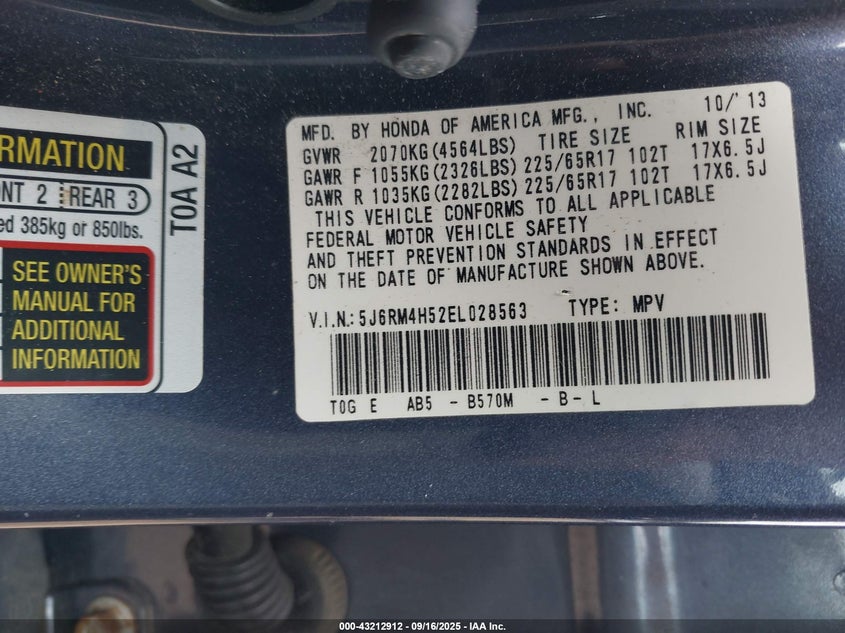 RMATION
NT 2 REAR 3
ed 385kg or 850lbs.
SEE OWNER'S
MANUAL FOR
ADDITIONAL
INFORMATION
T0A A2
MFD. BY HONDA OF AMERICA MFG., INC. 10/'13
GVWR 2070KG(4564LBS) TIRE SIZE RIM SIZE
GAWR F 1055KG(2326LBS) 225/65R17 102T 17X6.5J
GAWR R 1035KG(2282LBS) 225/65R17 102T 17X6.5J
THIS VEHICLE CONFORMS TO ALL APPLICABLE
FEDERAL MOTOR VEHICLE SAFETY
AND THEFT PREVENTION STANDARDS IN EFFECT
ON THE DATE OF MANUFACTURE SHOWN ABOVE.
V.I.N.: 5J6RM4H52EL028563 TYPE: MPV
T0G E AB5 - B570M - B - L
000-43212912 - 09/16/2025 - IAA Inc.